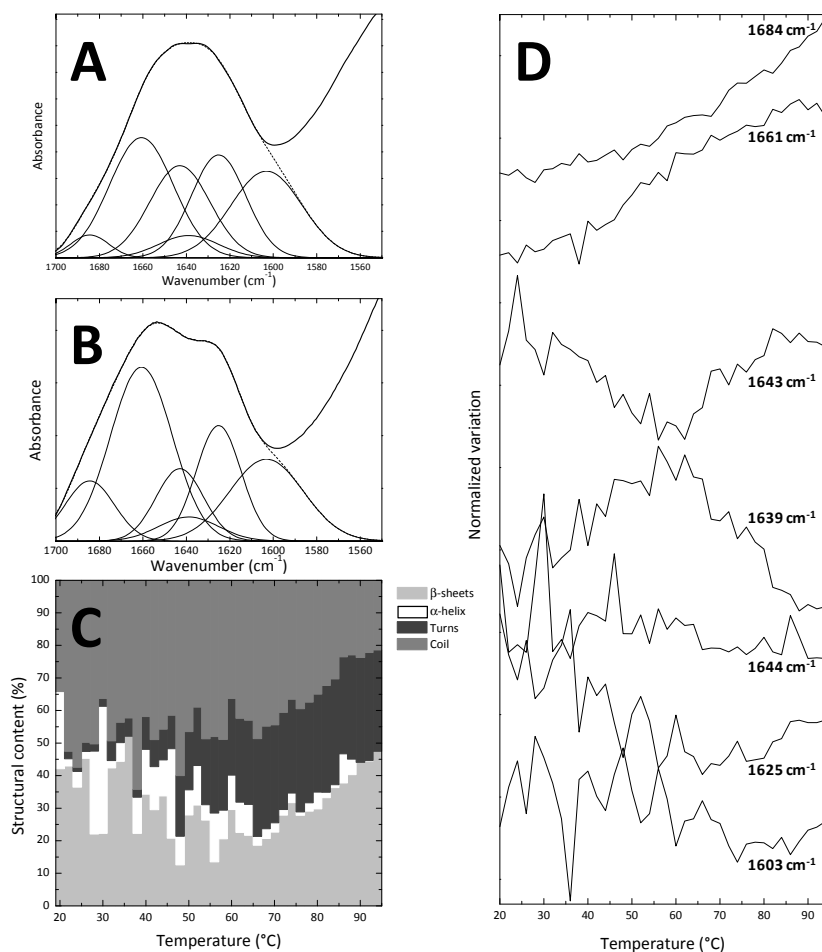 A
Absorbance
1700 1680 1660 1640 1620 1600 1580 1560
Wavenumber (cm-1)
B
Absorbance
1700 1680 1660 1640 1620 1600 1580 1560
Wavenumber (cm-1)
C
Structural content (%)
100
90
80
70
60
50
40
30
20
10
0
20 30 40 50 60 70 80 90
Temperature (°C)
β-sheets
α-helix
Turns
Coil
D
Normalized variation
1684 cm-1
1661 cm-1
1643 cm-1
1639 cm-1
1644 cm-1
1625 cm-1
1603 cm-1
20 30 40 50 60 70 80 90
Temperature (°C)